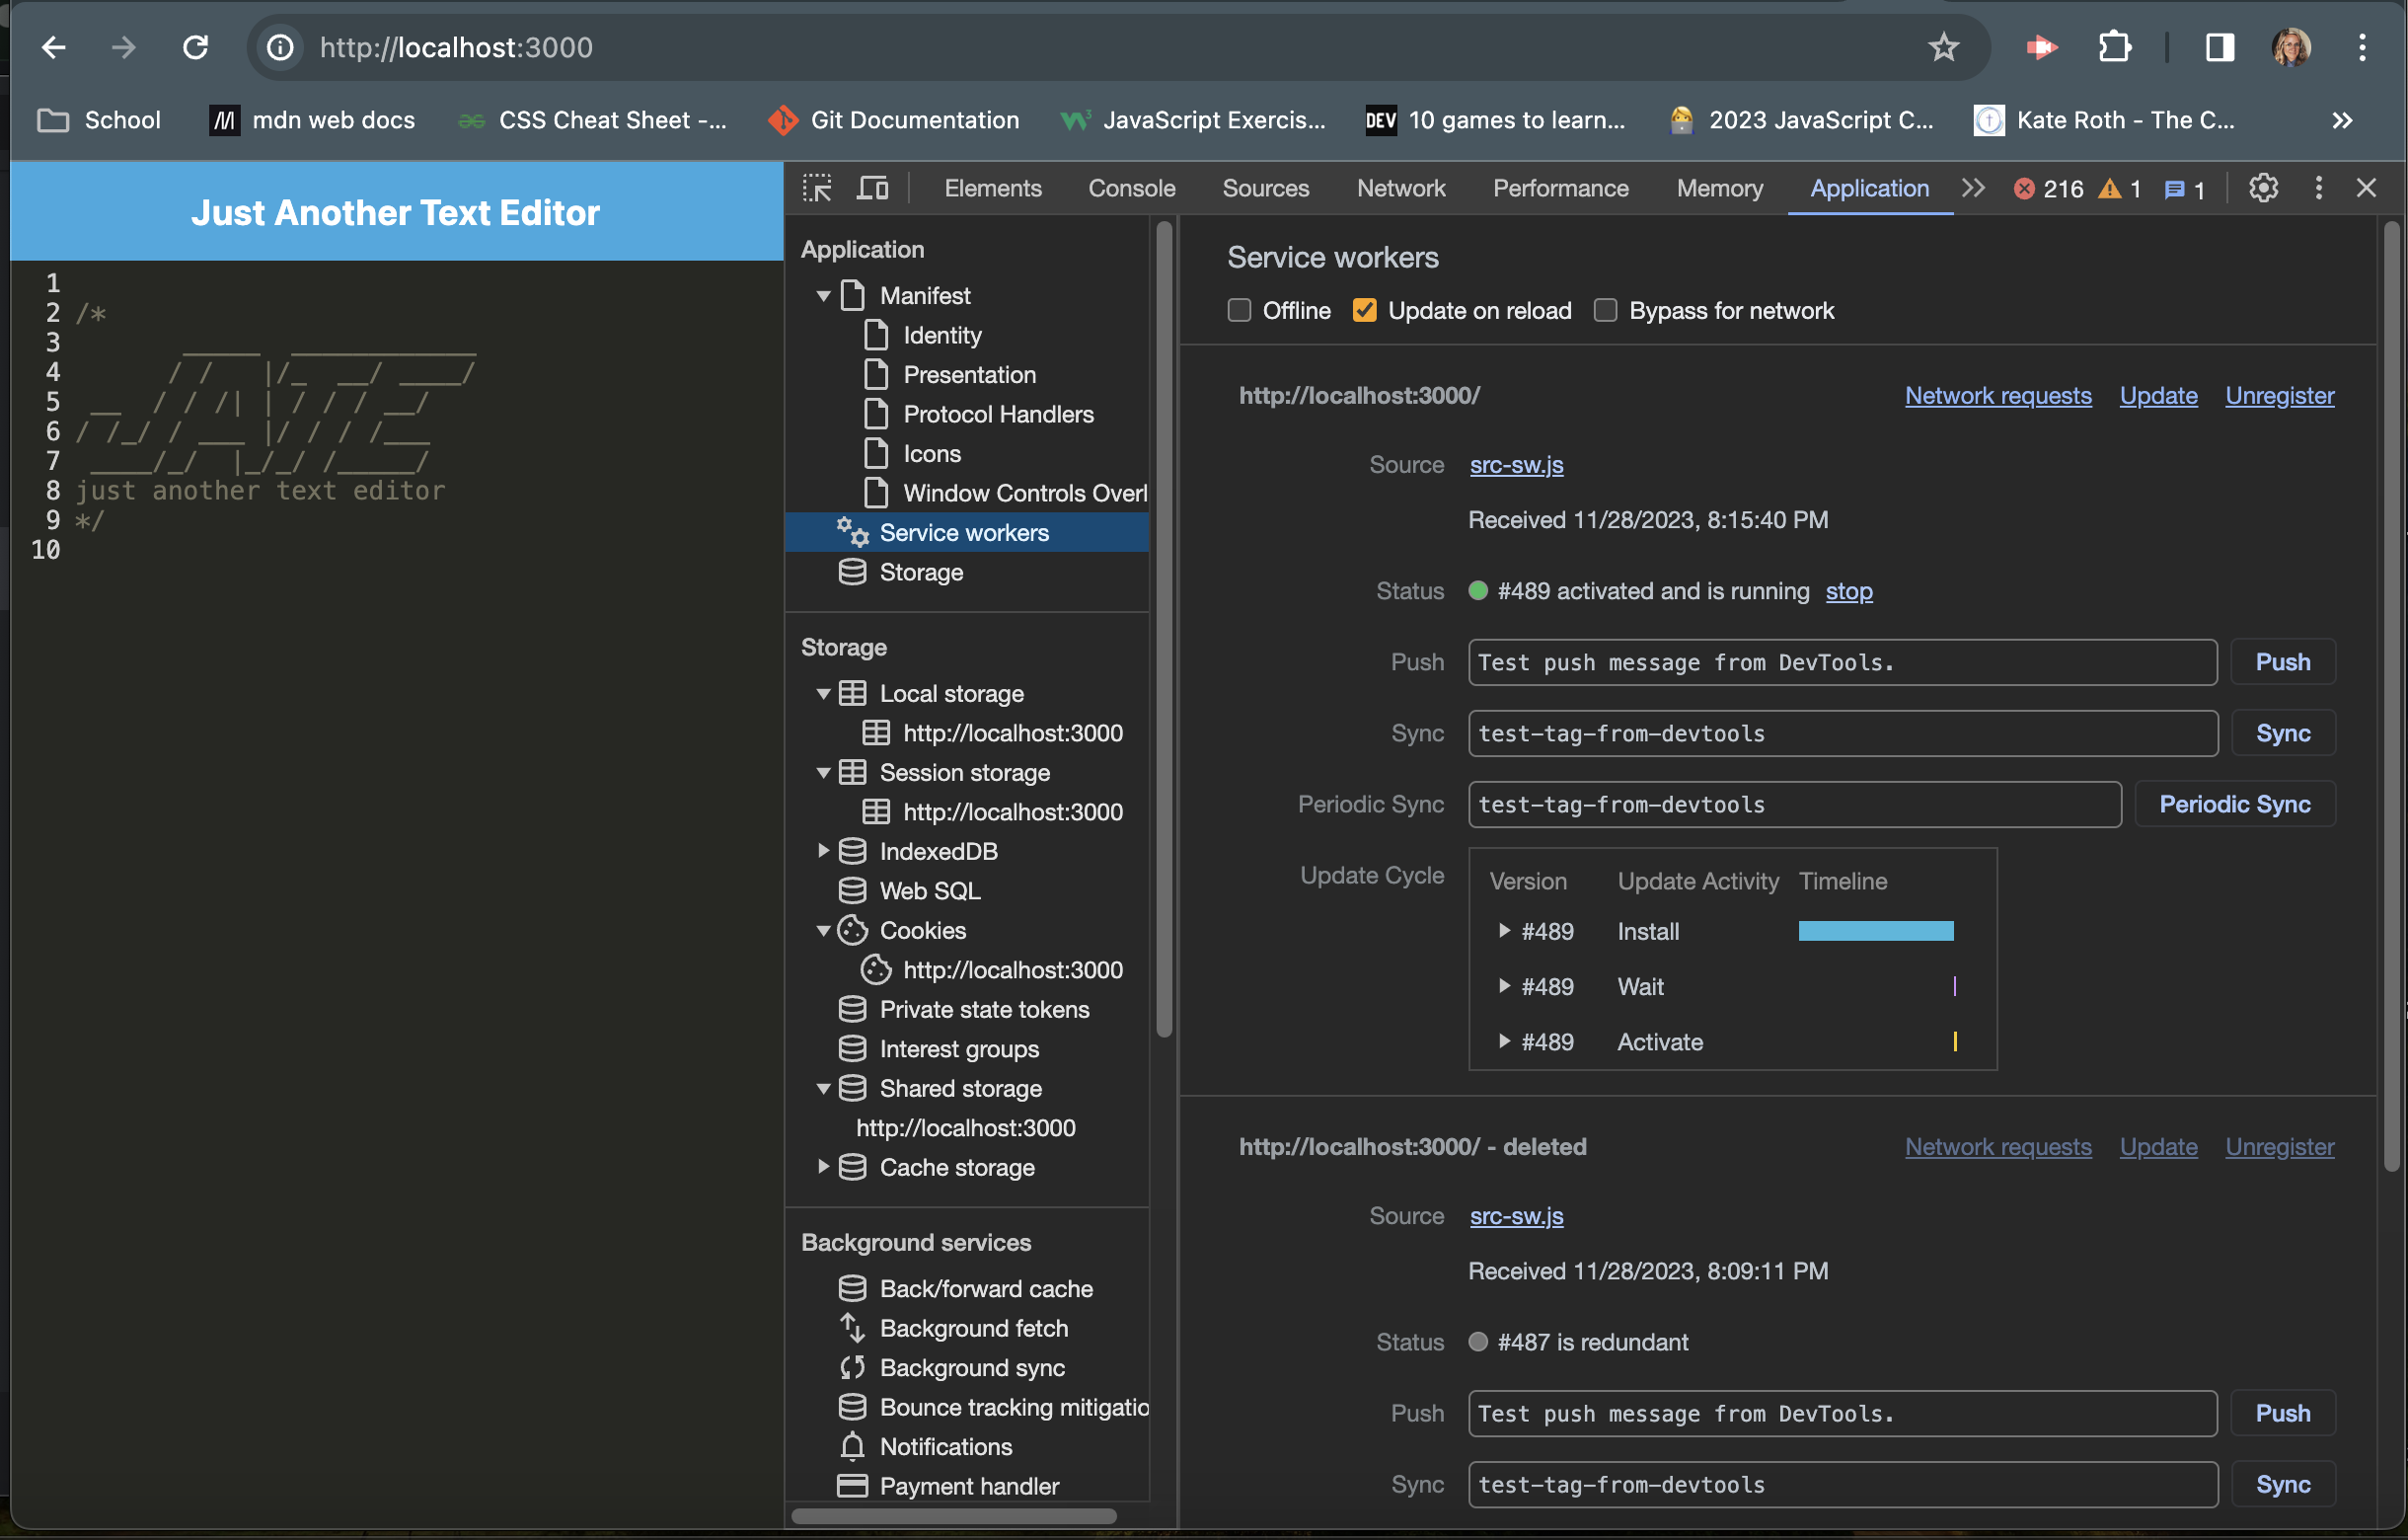 http://localhost:3000
School
mdn web docs
CSS Cheat Sheet -...
Git Documentation
JavaScript Exercis...
DEV
10 games to learn...
2023 JavaScript C...
Kate Roth - The C...
Just Another Text Editor
1
2 /*
3      _____  ____________
4      / /   |/_  __/ ____/
5 __  / / /| | / / / __/
6 / /_/ / ___ |/ / / /___
7 ____/_/  |_/_/ /_____/
8 just another text editor
9 */
10
Elements
Console
Sources
Network
Performance
Memory
Application
216
1
1
Application
Manifest
Identity
Presentation
Protocol Handlers
Icons
Window Controls Overl
Service workers
Storage
Storage
Local storage
http://localhost:3000
Session storage
http://localhost:3000
IndexedDB
Web SQL
Cookies
http://localhost:3000
Private state tokens
Interest groups
Shared storage
http://localhost:3000
Cache storage
Background services
Back/forward cache
Background fetch
Background sync
Bounce tracking mitigatio
Notifications
Payment handler
Service workers
Offline
Update on reload
Bypass for network
http://localhost:3000/
Network requests
Update
Unregister
Source src-sw.js
Received 11/28/2023, 8:15:40 PM
Status #489 activated and is running stop
Push Test push message from DevTools. Push
Sync test-tag-from-devtools Sync
Periodic Sync test-tag-from-devtools Periodic Sync
Update Cycle
Version Update Activity Timeline
#489 Install
#489 Wait
#489 Activate
http://localhost:3000/ - deleted
Network requests
Update
Unregister
Source src-sw.js
Received 11/28/2023, 8:09:11 PM
Status #487 is redundant
Push Test push message from DevTools. Push
Sync test-tag-from-devtools Sync